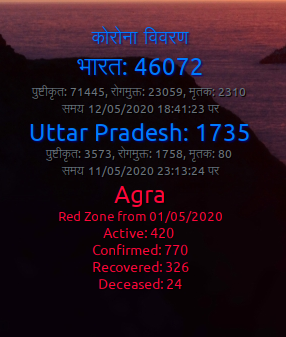 कोरोना विवरण
भारत: 46072
पुष्टीकृत: 71445, रोगमुक्त: 23059, मृतक: 2310
समय 12/05/2020 18:41:23 पर
Uttar Pradesh: 1735
पुष्टीकृत: 3573, रोगमुक्त: 1758, मृतक: 80
समय 11/05/2020 23:13:24 पर
Agra
Red Zone from 01/05/2020
Active: 420
Confirmed: 770
Recovered: 326
Deceased: 24